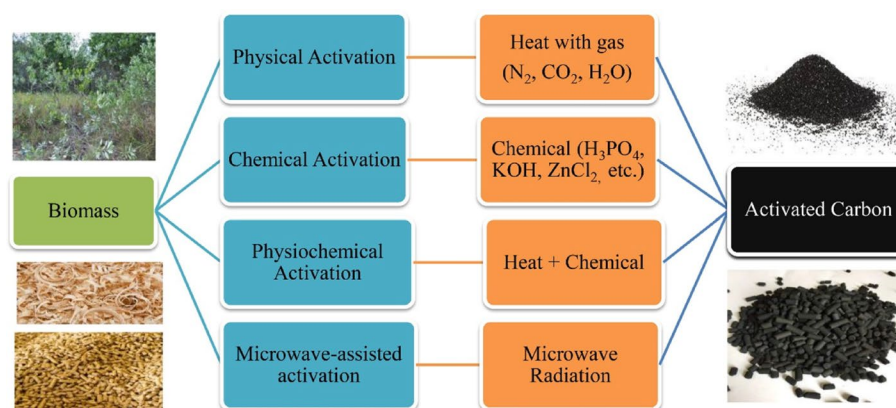 Physical Activation
Heat with gas
(N₂, CO₂, H₂O)
Chemical Activation
Chemical (H₃PO₄,
KOH, ZnCl₂, etc.)
Biomass
Activated Carbon
Physiochemical
Activation
Heat + Chemical
Microwave-assisted
activation
Microwave
Radiation